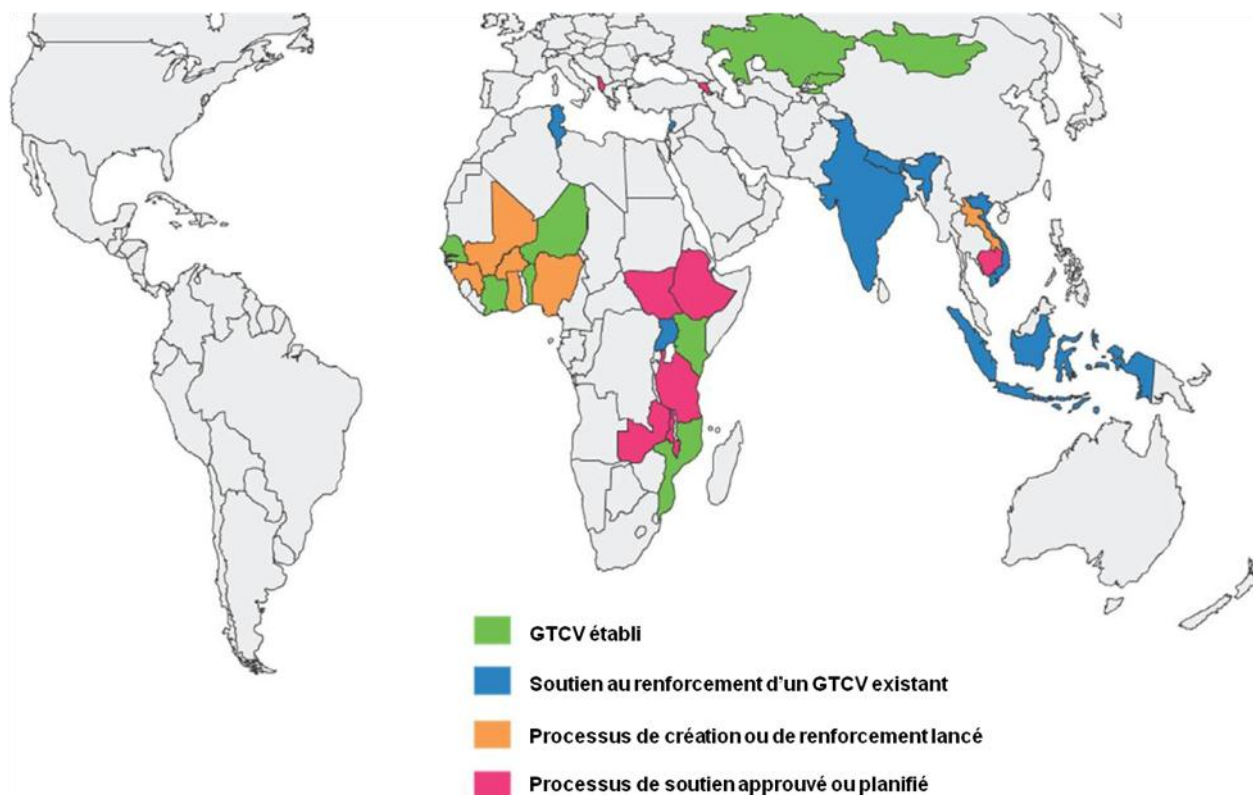 GTCV établi
Soutien au renforcement d'un GTCV existant
Processus de création ou de renforcement lancé
Processus de soutien approuvé ou planifié